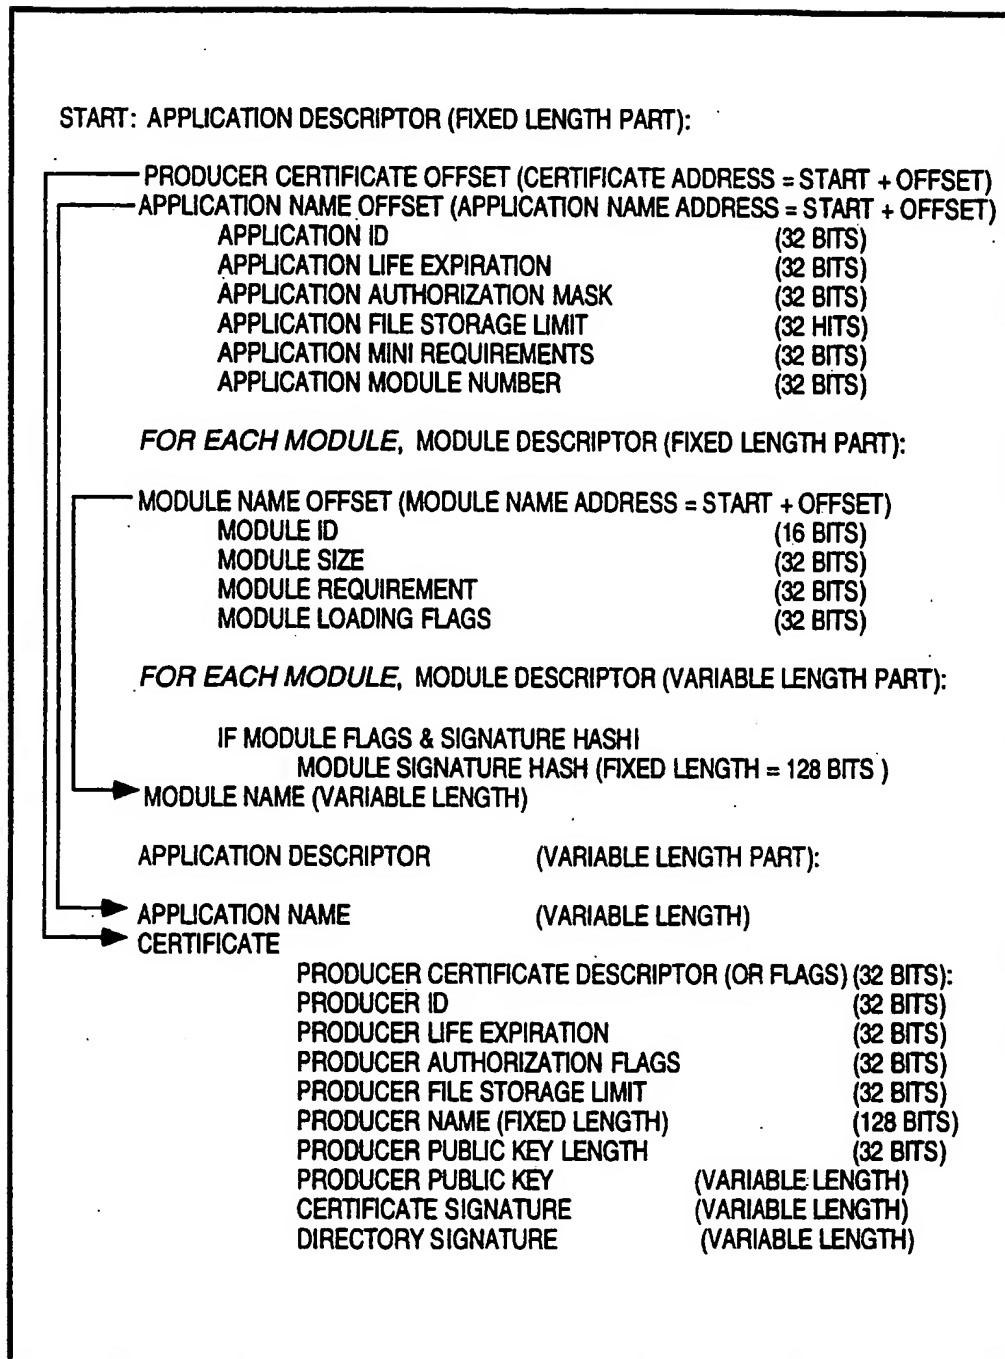 START: APPLICATION DESCRIPTOR (FIXED LENGTH PART):
PRODUCER CERTIFICATE OFFSET (CERTIFICATE ADDRESS = START + OFFSET)
APPLICATION NAME OFFSET (APPLICATION NAME ADDRESS = START + OFFSET)
APPLICATION ID (32 BITS)
APPLICATION LIFE EXPIRATION (32 BITS)
APPLICATION AUTHORIZATION MASK (32 BITS)
APPLICATION FILE STORAGE LIMIT (32 HITS)
APPLICATION MINI REQUIREMENTS (32 BITS)
APPLICATION MODULE NUMBER (32 BITS)
FOR EACH MODULE, MODULE DESCRIPTOR (FIXED LENGTH PART):
MODULE NAME OFFSET (MODULE NAME ADDRESS = START + OFFSET)
MODULE ID (16 BITS)
MODULE SIZE (32 BITS)
MODULE REQUIREMENT (32 BITS)
MODULE LOADING FLAGS (32 BITS)
FOR EACH MODULE, MODULE DESCRIPTOR (VARIABLE LENGTH PART):
IF MODULE FLAGS & SIGNATURE HASHI
MODULE SIGNATURE HASH (FIXED LENGTH = 128 BITS )
MODULE NAME (VARIABLE LENGTH)
APPLICATION DESCRIPTOR (VARIABLE LENGTH PART):
APPLICATION NAME (VARIABLE LENGTH)
CERTIFICATE
PRODUCER CERTIFICATE DESCRIPTOR (OR FLAGS) (32 BITS):
PRODUCER ID (32 BITS)
PRODUCER LIFE EXPIRATION (32 BITS)
PRODUCER AUTHORIZATION FLAGS (32 BITS)
PRODUCER FILE STORAGE LIMIT (32 BITS)
PRODUCER NAME (FIXED LENGTH) (128 BITS)
PRODUCER PUBLIC KEY LENGTH (32 BITS)
PRODUCER PUBLIC KEY (VARIABLE LENGTH)
CERTIFICATE SIGNATURE (VARIABLE LENGTH)
DIRECTORY SIGNATURE (VARIABLE LENGTH)